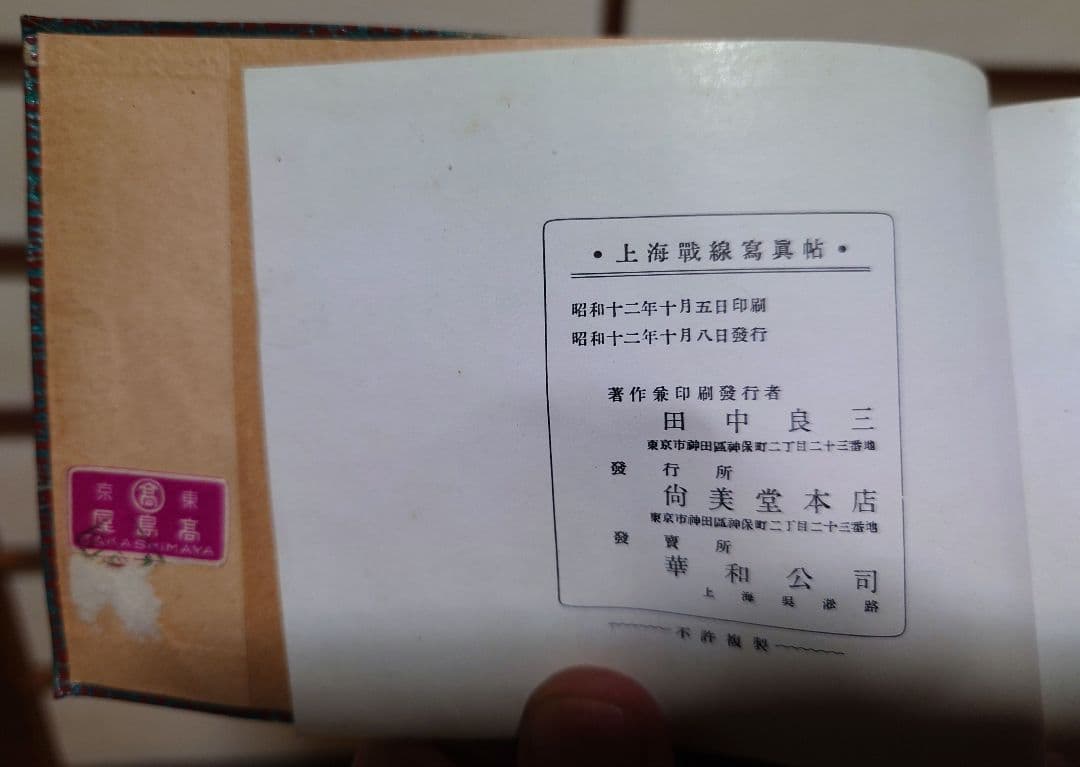 • 上海戰線寫眞帖 •
昭和十二年十月五日印刷
昭和十二年十月八日發行
著作兼印刷發行者
田中良三
東京市神田區神保町二丁目二十三番地
發行所
尙美堂本店
東京市神田區神保町二丁目二十三番地
發賣所
華和公司
上海吳淞路
不許複製
東 髙 京
髙島屋
TAKASHIMAYA